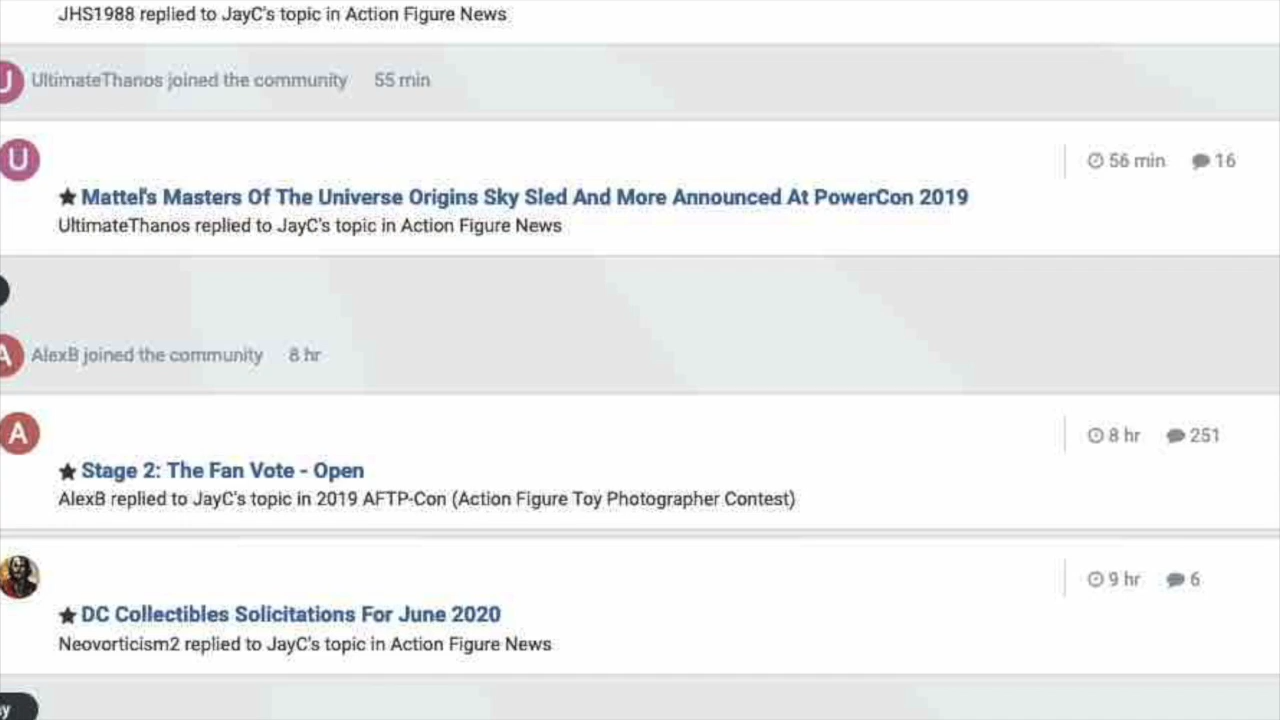 JHS1988 replied to JayC's topic in Action Figure News
U UltimateThanos joined the community 55 min
U
56 min 16
Mattel's Masters Of The Universe Origins Sky Sled And More Announced At PowerCon 2019
UltimateThanos replied to JayC's topic in Action Figure News
A AlexB joined the community 8 hr
A
8 hr 251
Stage 2: The Fan Vote - Open
AlexB replied to JayC's topic in 2019 AFTP-Con (Action Figure Toy Photographer Contest)
9 hr 6
DC Collectibles Solicitations For June 2020
Neovorticism2 replied to JayC's topic in Action Figure News